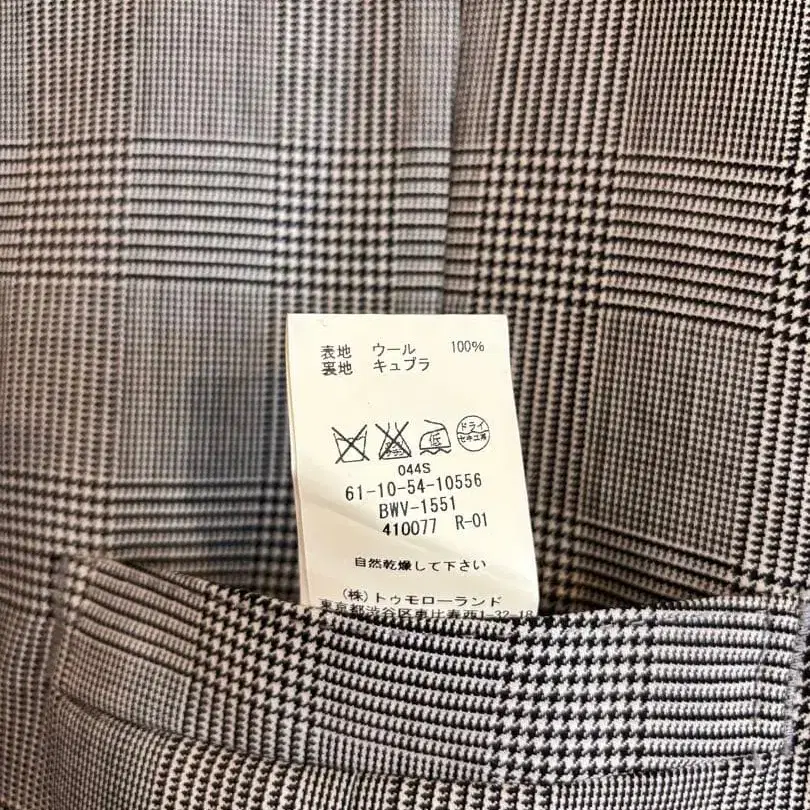 表地 ウール 100%
裏地 キュプラ
低
ドライ
セキユ系
044S
61-10-54-10556
BWV-1551
410077 R-01
自然乾燥して下さい
(株)トゥモローランド
東京都渋谷区恵比寿西1-32-18